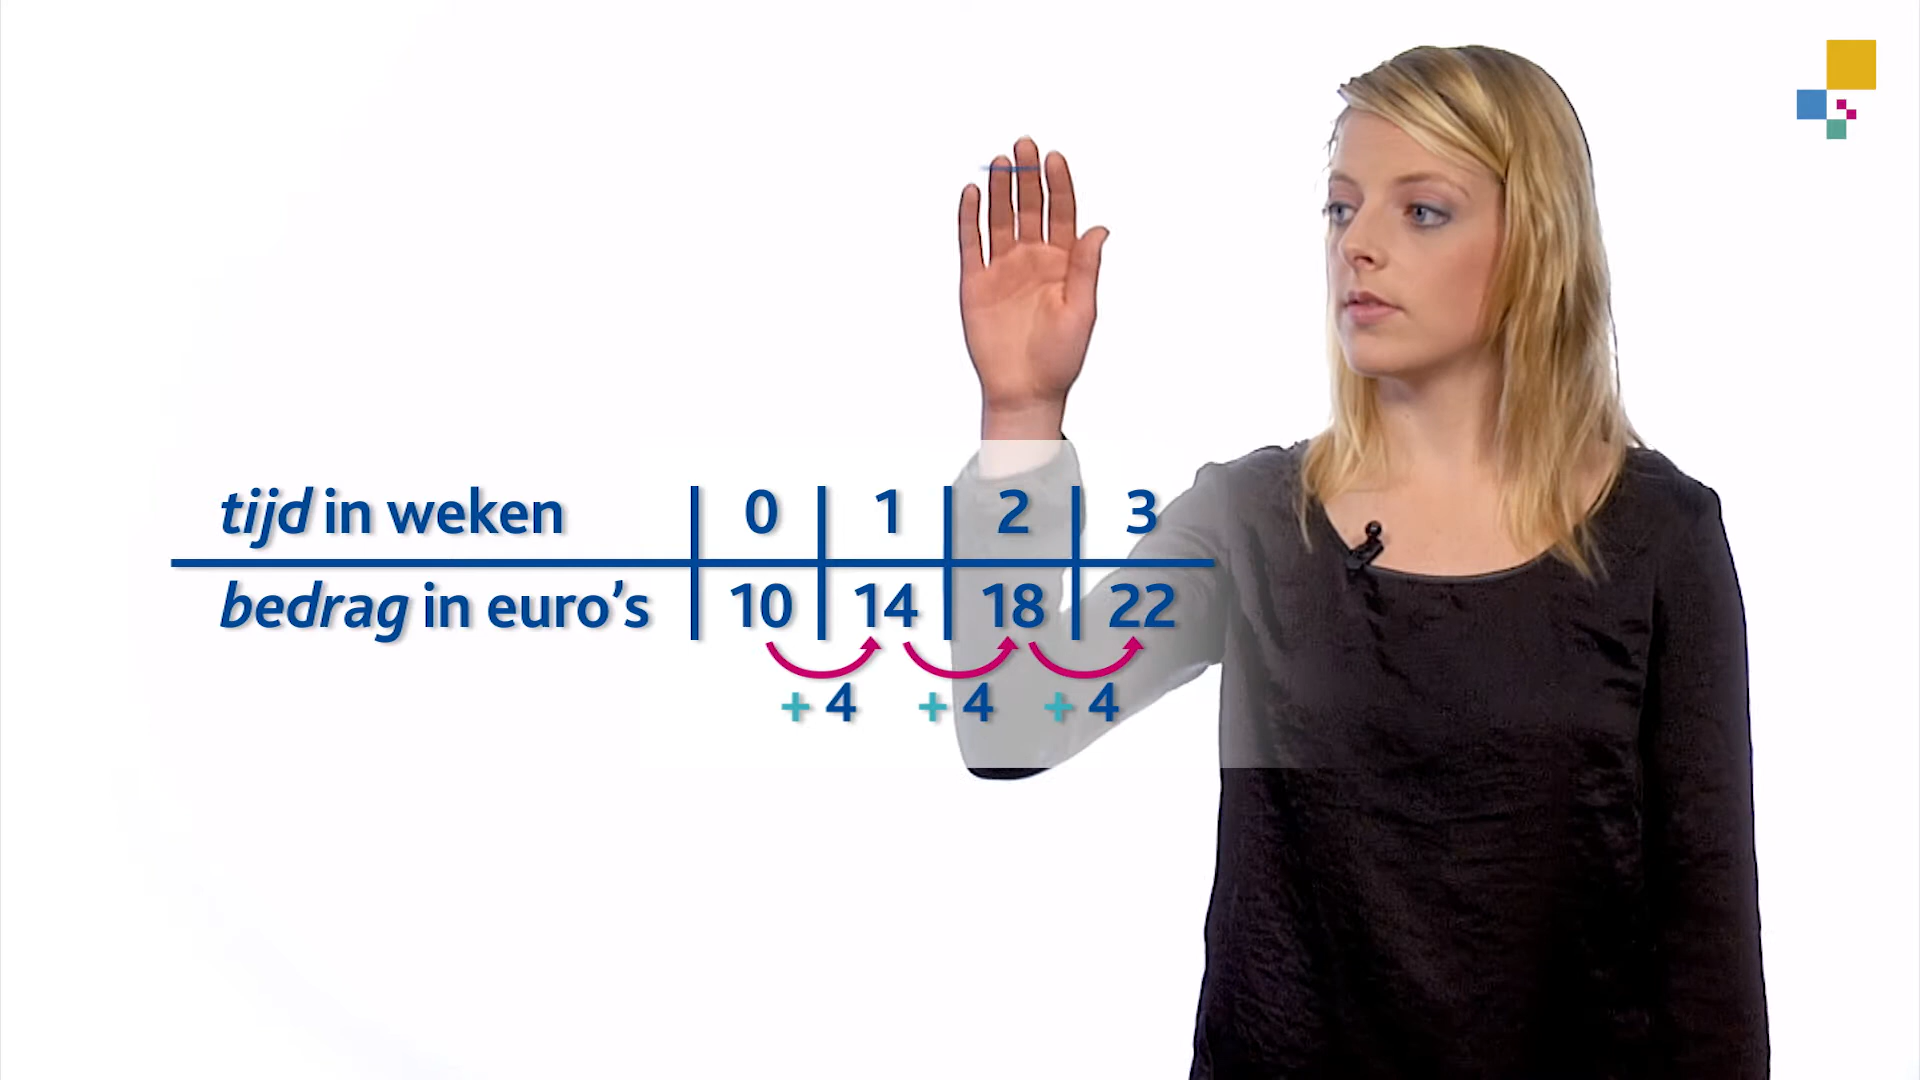 tijd in weken 0 1 2 3
bedrag in euro’s 10 14 18 22
+ 4 + 4 + 4